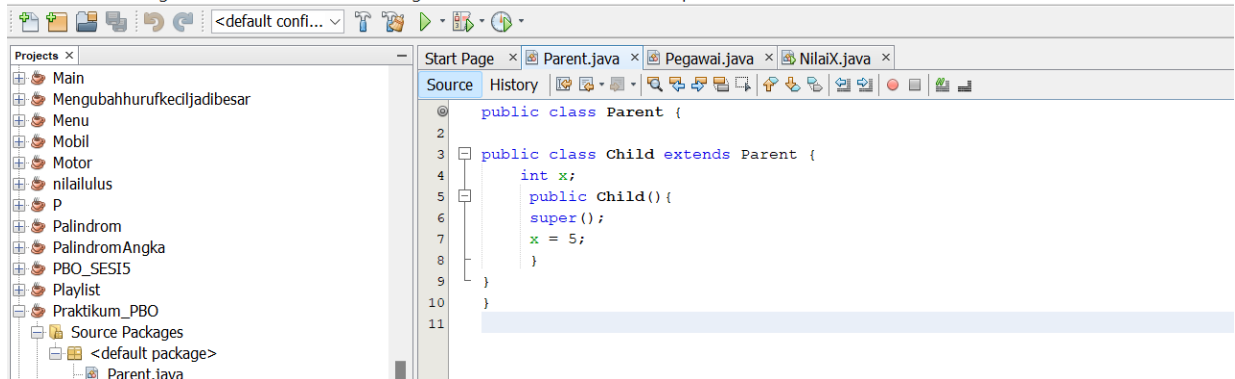 <default confi...
Projects
Main
Mengubahhurufkeciljadibesar
Menu
Mobil
Motor
nilailulus
P
Palindrom
PalindromAngka
PBO_SESI5
Playlist
Praktikum_PBO
Source Packages
<default package>
Parent.java
Start Page Parent.java Pegawai.java NilaiX.java
Source History
public class Parent {
2
3 public class Child extends Parent {
4 int x;
5 public Child(){
6 super();
7 x = 5;
8 }
9 }
10 }
11